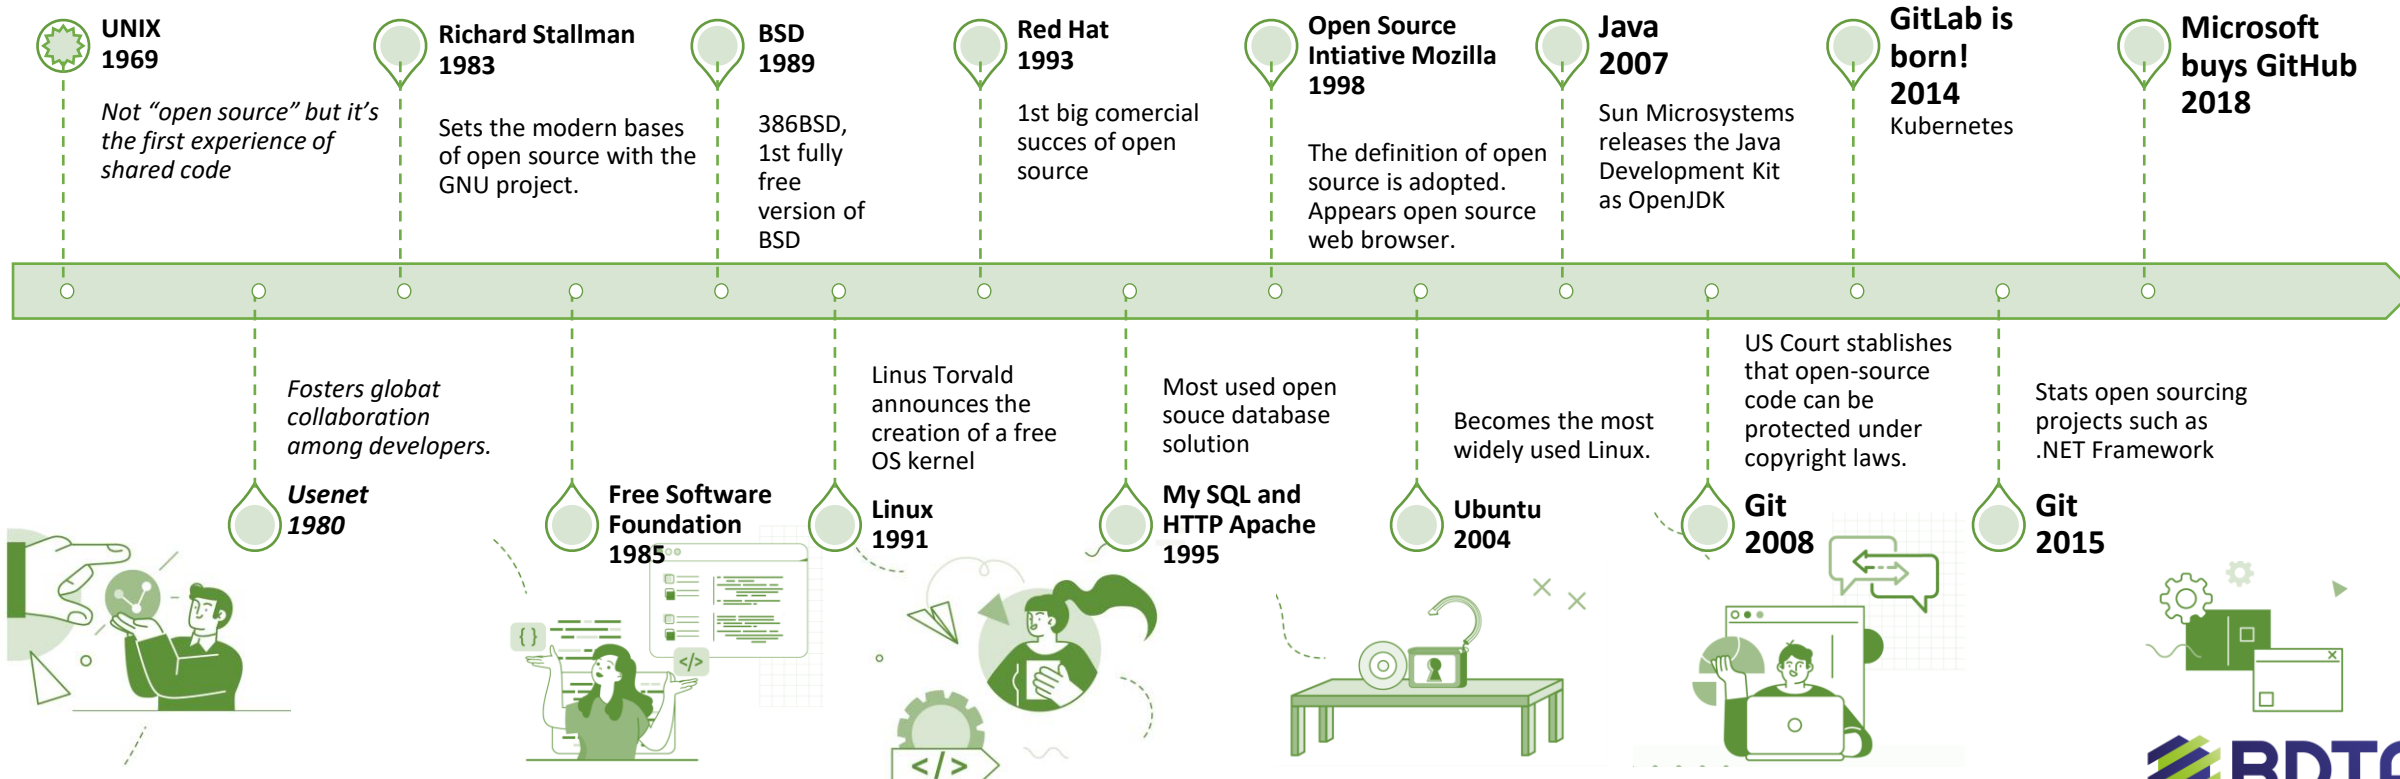 UNIX
1969
Not “open source” but it’s
the first experience of
shared code
Richard Stallman
1983
Sets the modern bases
of open source with the
GNU project.
BSD
1989
386BSD,
1st fully
free
version of
BSD
Red Hat
1993
1st big comercial
succes of open
source
Open Source
Intiative Mozilla
1998
The definition of open
source is adopted.
Appears open source
web browser.
Java
2007
Sun Microsystems
releases the Java
Development Kit
as OpenJDK
GitLab is
born!
2014
Kubernetes
Microsoft
buys GitHub
2018
Fosters globat
collaboration
among developers.
Usenet
1980
Free Software
Foundation
1985
Linus Torvald
announces the
creation of a free
OS kernel
Linux
1991
Most used open
souce database
solution
My SQL and
HTTP Apache
1995
Becomes the most
widely used Linux.
Ubuntu
2004
US Court stablishes
that open-source
code can be
protected under
copyright laws.
Git
2008
Stats open sourcing
projects such as
.NET Framework
Git
2015
{ }
</>
</>